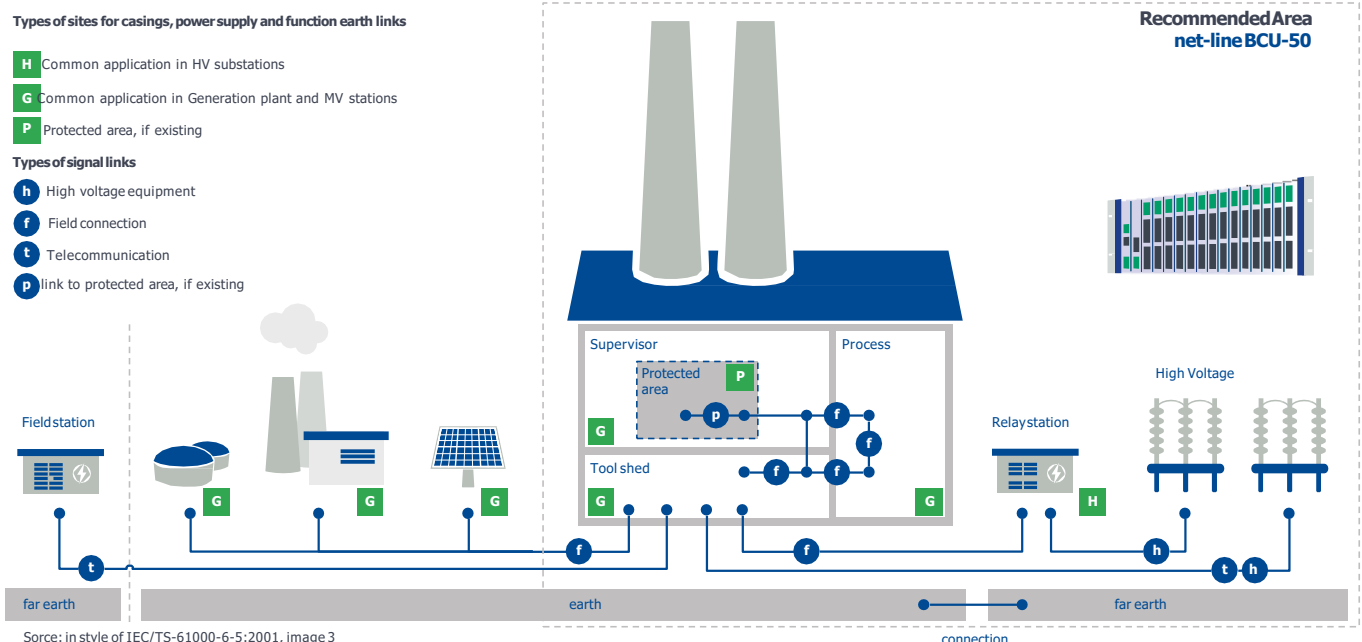 Types of sites for casings, power supply and function earth links
H Common application in HV substations
G Common application in Generation plant and MV stations
P Protected area, if existing
Types of signal links
h High voltage equipment
f Field connection
t Telecommunication
p link to protected area, if existing
Recommended Area
net-line BCU-50
Supervisor
Process
Protected
area
P
High Voltage
p
f
Field station
Relay station
G
f
Tool shed
f
f
G
G
G
G
G
H
f
f
h
t
t
h
far earth
earth
far earth
Sorce: in style of IEC/TS-61000-6-5:2001, image 3
connection